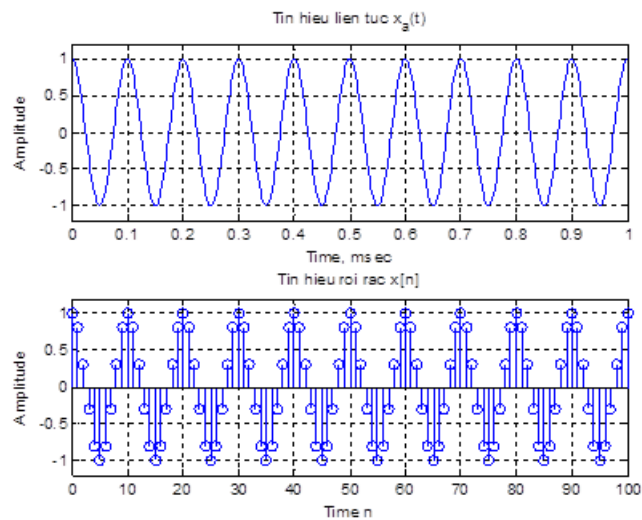 Tin hieu lien tuc x_a(t)
Amplitude
1
0.5
0
-0.5
-1
0 0.1 0.2 0.3 0.4 0.5 0.6 0.7 0.8 0.9 1
Time, msec
Tin hieu roi rac x[n]
Amplitude
1
0.5
0
-0.5
-1
0 10 20 30 40 50 60 70 80 90 100
Time n